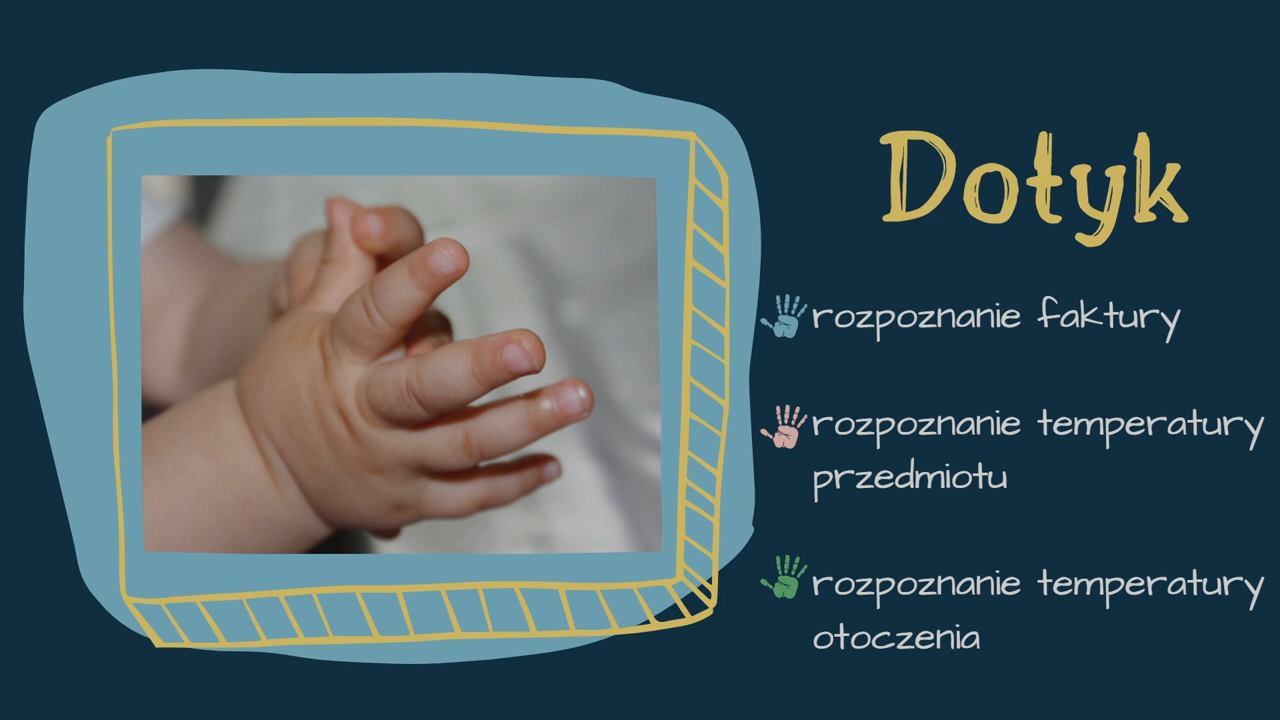 Dotyk
rozpoznanie faktury
rozpoznanie temperatury
przedmiotu
rozpoznanie temperatury
otoczenia